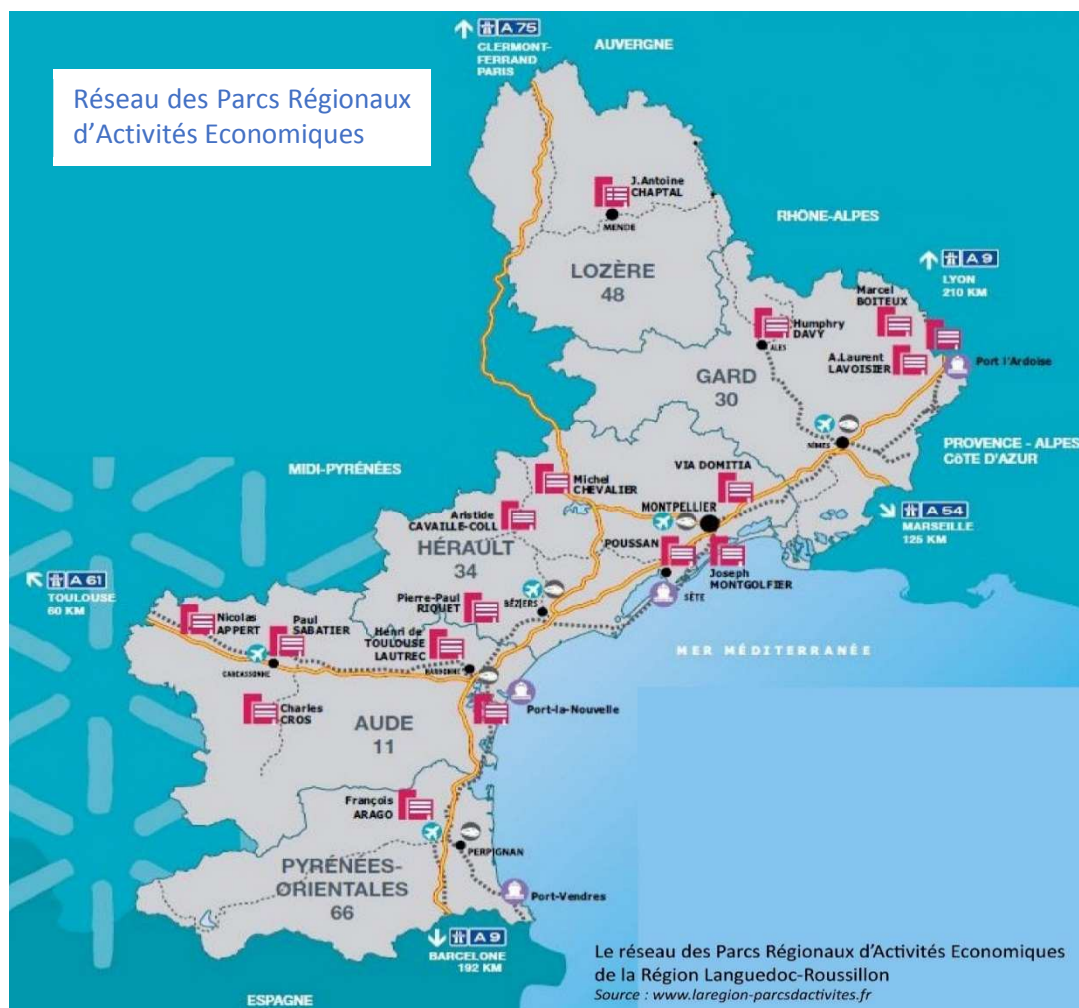 A 75
CLERMONT-
FERRAND
PARIS
AUVERGNE
Réseau des Parcs Régionaux
d'Activités Economiques
J.Antoine
CHAPTAL
MENDE
RHÔNE-ALPES
LOZÈRE
48
A 9
LYON
210 KM
Marcel
BOITEUX
Humphry
DAVY
ALES
A.Laurent
LAVOISIER
Port l'Ardoise
GARD
30
NÎMES
PROVENCE - ALPES
CÔTE D'AZUR
MIDI-PYRÉNÉES
VIA DOMITIA
Michel
CHEVALIER
MONTPELLIER
A 54
MARSEILLE
125 KM
Aristide
CAVAILLE-COLL
HÉRAULT
34
POUSSAN
Joseph
MONTGOLFIER
SÈTE
A 61
TOULOUSE
60 KM
Pierre-Paul
RIQUET
BÉZIERS
Nicolas
APPERT
Paul
SABATIER
Henri de
TOULOUSE
LAUTREC
MER MÉDITERRANÉE
CARCASSONNE
NARBONNE
Charles
CROS
Port-la-Nouvelle
AUDE
11
François
ARAGO
PERPIGNAN
PYRÉNÉES-
ORIENTALES
66
Port-Vendres
A 9
BARCELONE
192 KM
Le réseau des Parcs Régionaux d'Activités Economiques
de la Région Languedoc-Roussillon
Source : www.laregion-parcsdactivites.fr
ESPAGNE